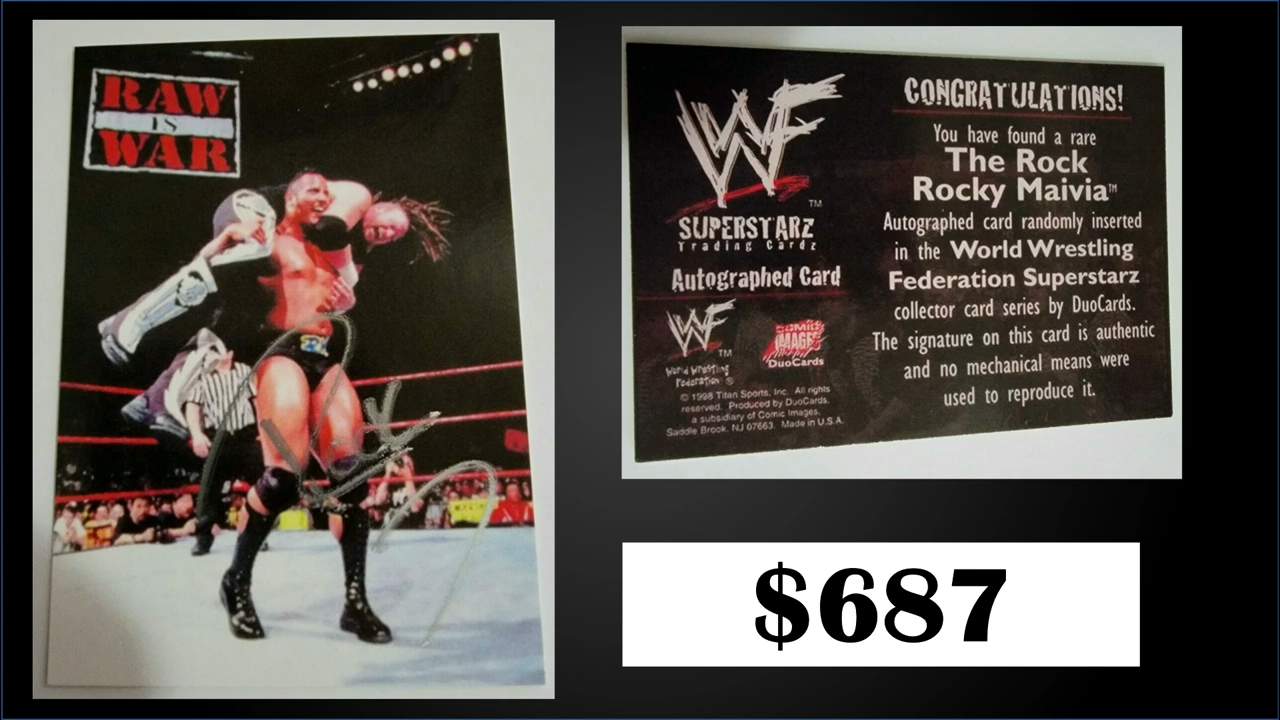 RAW
IS
WAR
WF
TM
SUPERSTARZ
Trading Cardz
Autographed Card
WF
TM
World Wrestling
Federation ®
COMIC
IMAGES
DuoCards
© 1998 Titan Sports, Inc. All rights
reserved. Produced by DuoCards,
a subsidiary of Comic Images,
Saddle Brook, NJ 07663. Made in U.S.A.
CONGRATULATIONS!
You have found a rare
The Rock
Rocky Maivia™
Autographed card randomly inserted
in the World Wrestling
Federation Superstarz
collector card series by DuoCards.
The signature on this card is authentic
and no mechanical means were
used to reproduce it.
$687